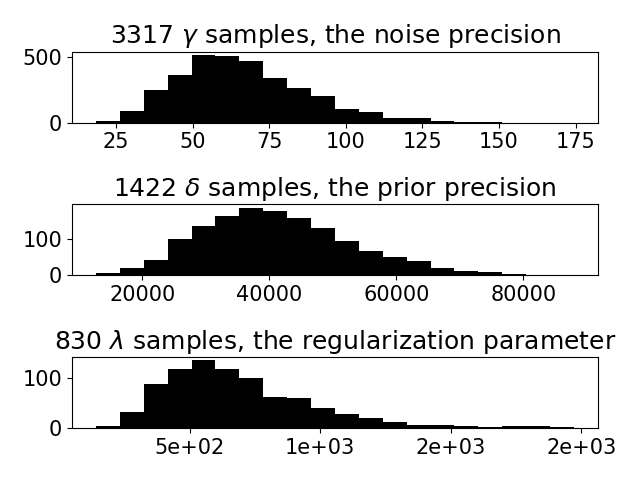 3317 γ samples, the noise precision
500
0
25 50 75 100 125 150 175
1422 δ samples, the prior precision
100
0
20000 40000 60000 80000
830 λ samples, the regularization parameter
100
0
5e+02 1e+03 2e+03 2e+03